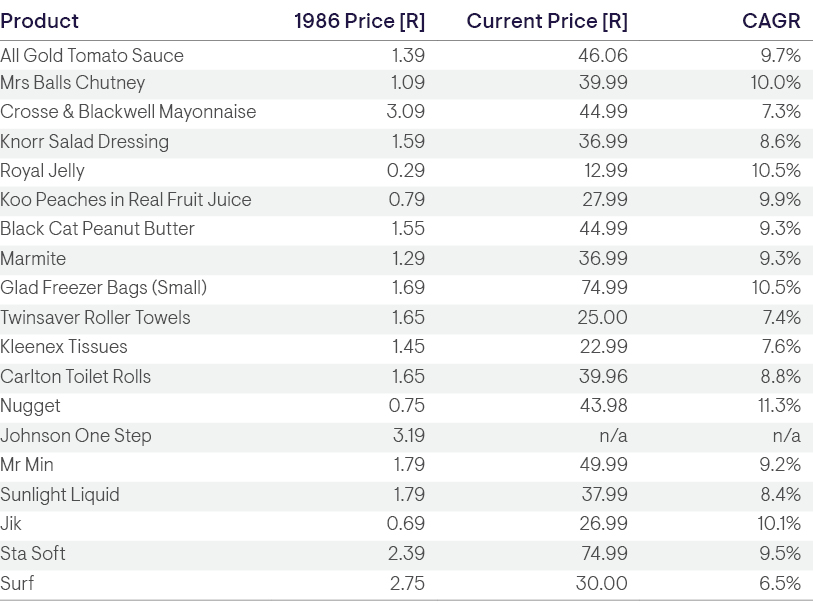 Product 1986 Price [R] Current Price [R] CAGR
All Gold Tomato Sauce 1.39 46.06 9.7%
Mrs Balls Chutney 1.09 39.99 10.0%
Crosse & Blackwell Mayonnaise 3.09 44.99 7.3%
Knorr Salad Dressing 1.59 36.99 8.6%
Royal Jelly 0.29 12.99 10.5%
Koo Peaches in Real Fruit Juice 0.79 27.99 9.9%
Black Cat Peanut Butter 1.55 44.99 9.3%
Marmite 1.29 36.99 9.3%
Glad Freezer Bags (Small) 1.69 74.99 10.5%
Twinsaver Roller Towels 1.65 25.00 7.4%
Kleenex Tissues 1.45 22.99 7.6%
Carlton Toilet Rolls 1.65 39.96 8.8%
Nugget 0.75 43.98 11.3%
Johnson One Step 3.19 n/a n/a
Mr Min 1.79 49.99 9.2%
Sunlight Liquid 1.79 37.99 8.4%
Jik 0.69 26.99 10.1%
Sta Soft 2.39 74.99 9.5%
Surf 2.75 30.00 6.5%